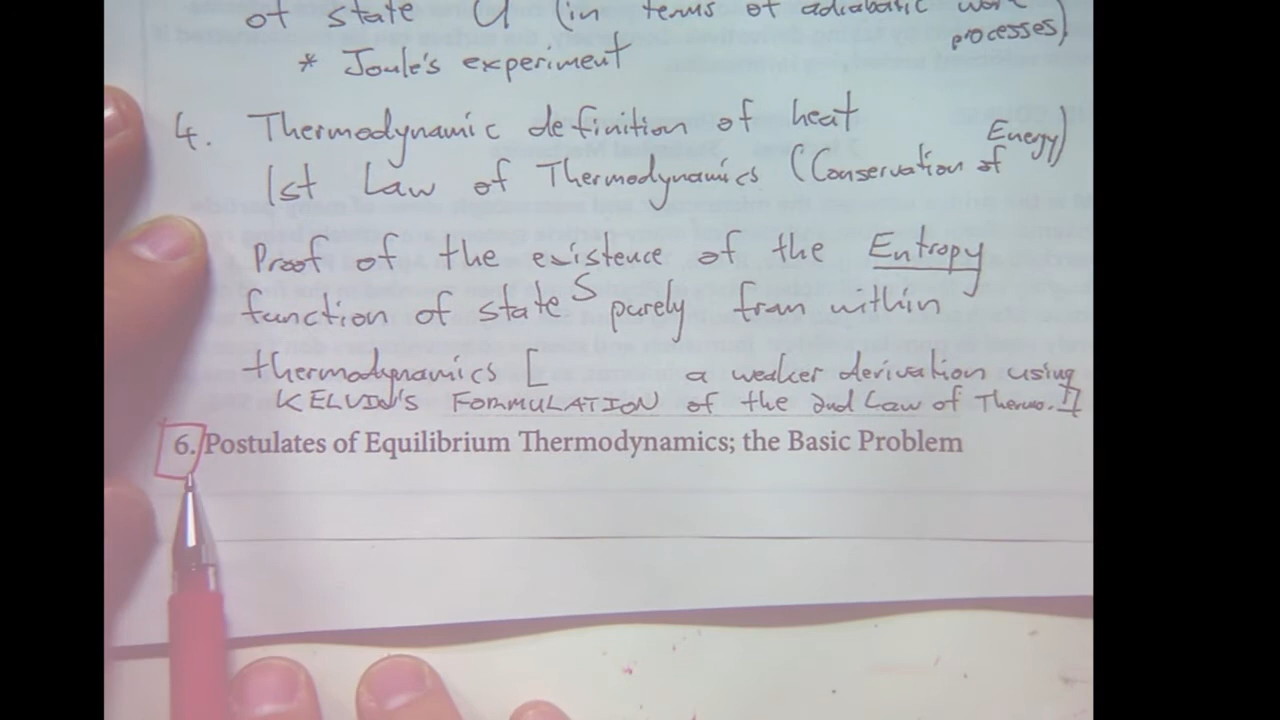 of state U (in terms of adiabatic work
processes)
* Joule's experiment
4. Thermodynamic definition of heat
1st Law of Thermodynamics (Conservation of Energy)
Proof of the existence of the Entropy
function of state S purely from within
thermodynamics [ a weaker derivation using
KELVIN'S FORMULATION of the 2nd Law of Thermo.]
6. Postulates of Equilibrium Thermodynamics; the Basic Problem